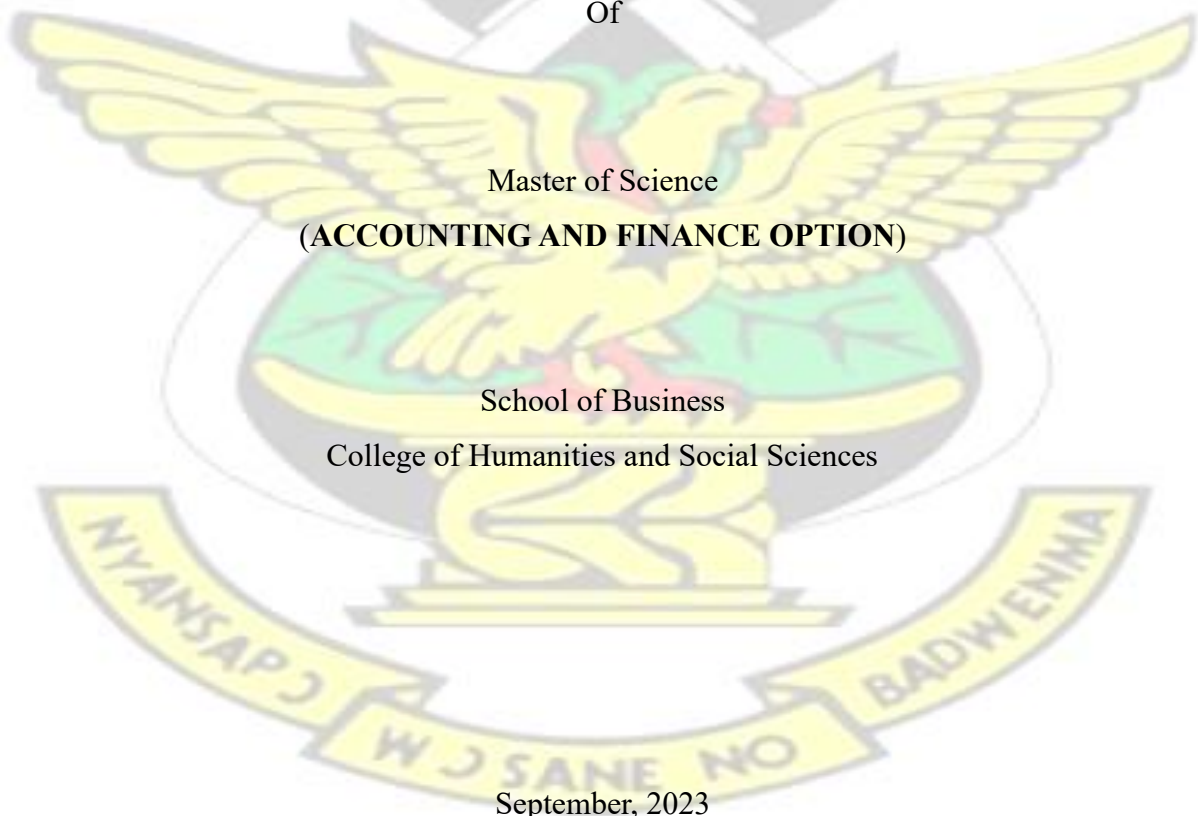 Of
Master of Science
(ACCOUNTING AND FINANCE OPTION)
School of Business
College of Humanities and Social Sciences
NYANSAPƆ
WƆSANE NO
BADWENMA
September, 2023